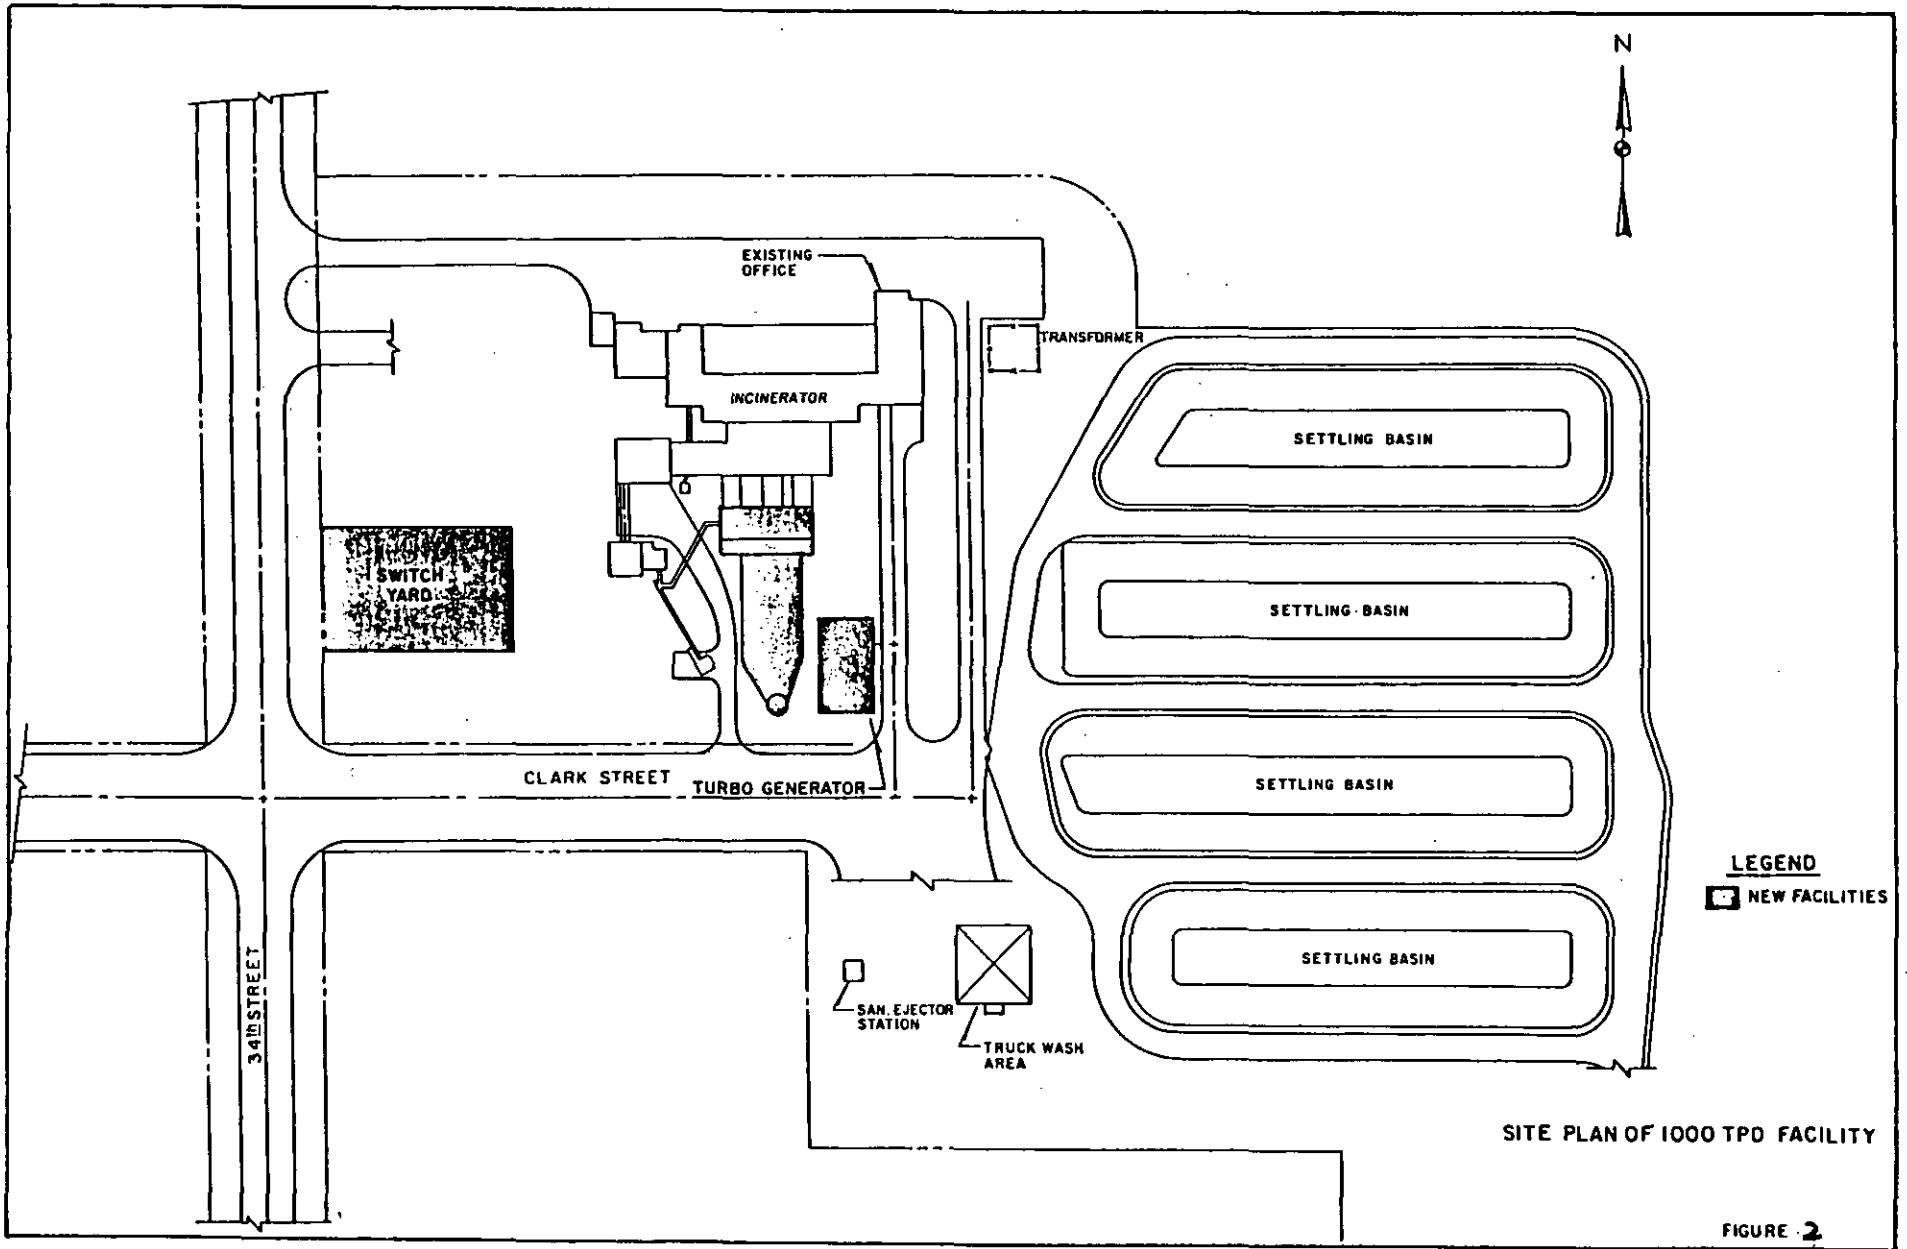 N
EXISTING
OFFICE
TRANSFORMER
INCINERATOR
SETTLING BASIN
SWITCH
YARD
SETTLING BASIN
CLARK STREET
TURBO GENERATOR
SETTLING BASIN
LEGEND
NEW FACILITIES
34th STREET
SETTLING BASIN
SAN. EJECTOR
STATION
TRUCK WASH
AREA
SITE PLAN OF 1000 TPD FACILITY
FIGURE 2